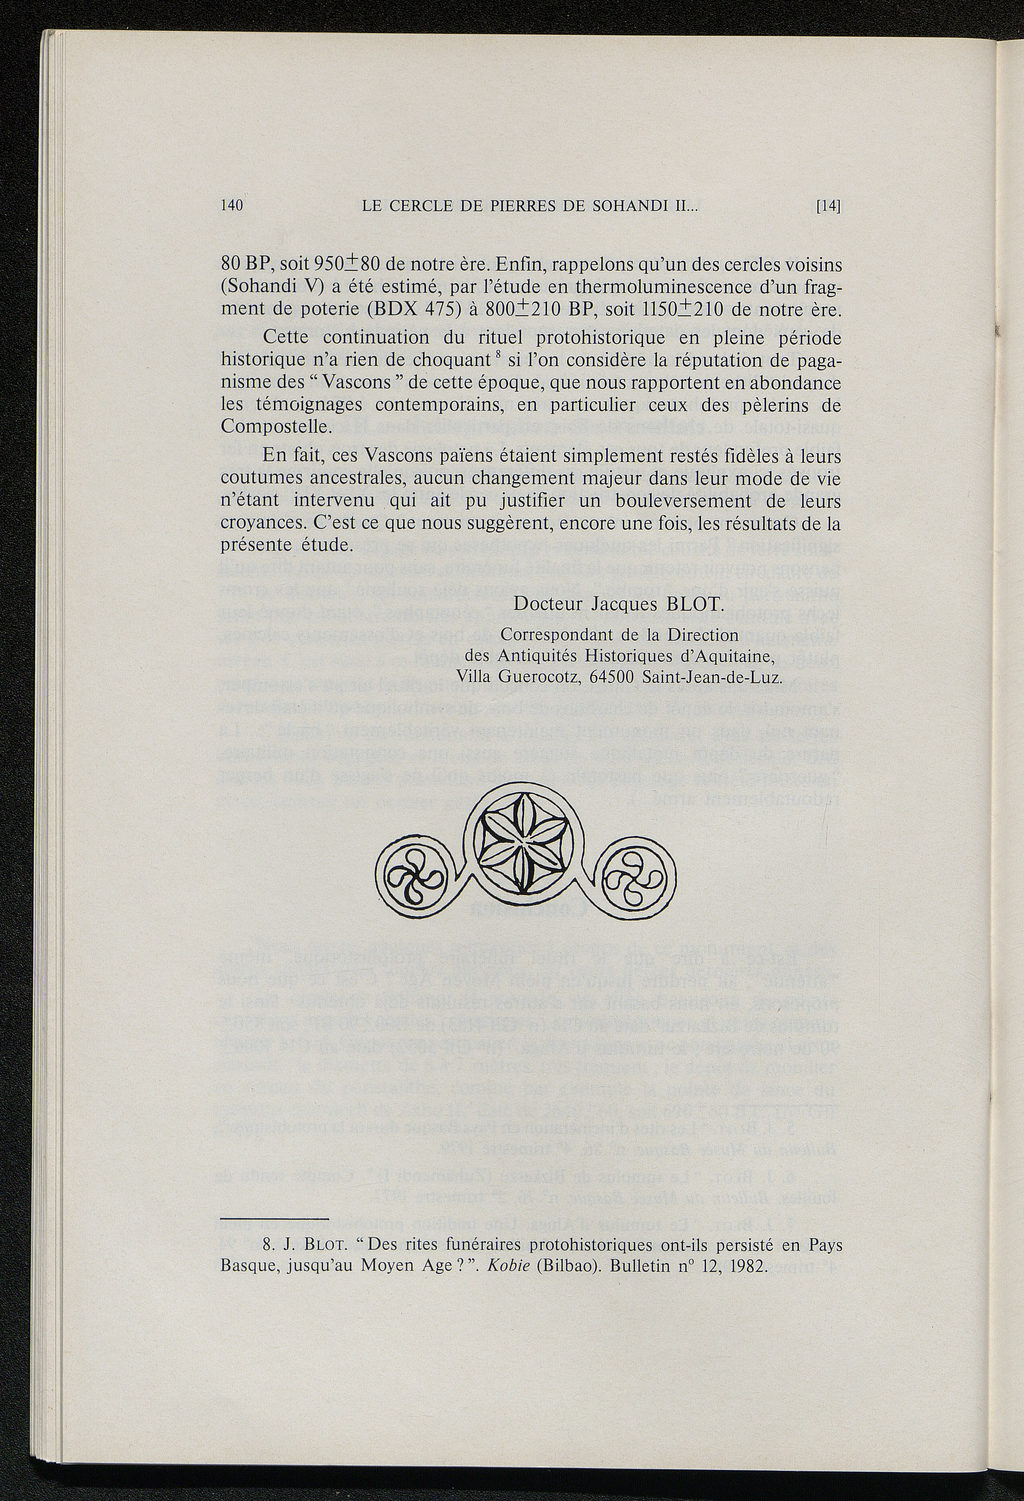 140 LE CERCLE DE PIERRES DE SOHANDI II... [14]
80 BP, soit 950±80 de notre ère. Enfin, rappelons qu'un des cercles voisins
(Sohandi V) a été estimé, par l'étude en thermoluminescence d'un frag-
ment de poterie (BDX 475) à 800±210 BP, soit 1150±210 de notre ère.
Cette continuation du rituel protohistorique en pleine période
historique n'a rien de choquant ⁸ si l'on considère la réputation de paga-
nisme des " Vascons " de cette époque, que nous rapportent en abondance
les témoignages contemporains, en particulier ceux des pèlerins de
Compostelle.
En fait, ces Vascons païens étaient simplement restés fidèles à leurs
coutumes ancestrales, aucun changement majeur dans leur mode de vie
n'étant intervenu qui ait pu justifier un bouleversement de leurs
croyances. C'est ce que nous suggèrent, encore une fois, les résultats de la
présente étude.
Docteur Jacques BLOT.
Correspondant de la Direction
des Antiquités Historiques d'Aquitaine,
Villa Guerocotz, 64500 Saint-Jean-de-Luz.
8. J. BLOT. " Des rites funéraires protohistoriques ont-ils persisté en Pays
Basque, jusqu'au Moyen Age ? ". Kobie (Bilbao). Bulletin n° 12, 1982.